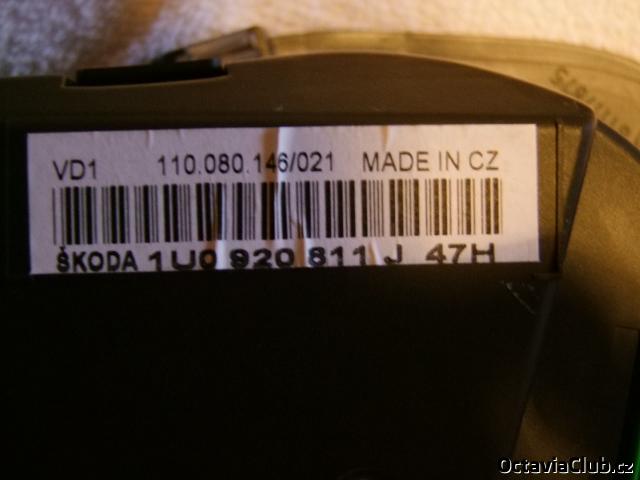 VD1 110.080.146/021 MADE IN CZ
ŠKODA 1U0 920 811 J 47H
OctaviaClub.cz